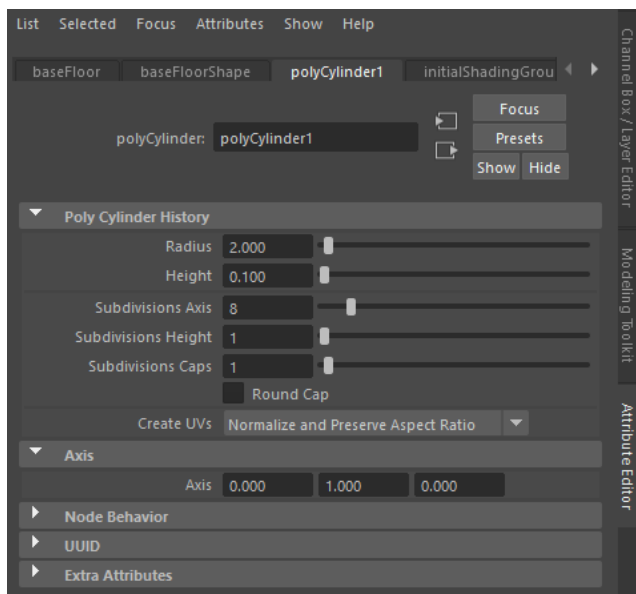 List Selected Focus Attributes Show Help
baseFloor baseFloorShape polyCylinder1 initialShadingGrou
Focus
polyCylinder: polyCylinder1
Presets
Show Hide
Poly Cylinder History
Radius 2.000
Height 0.100
Subdivisions Axis 8
Subdivisions Height 1
Subdivisions Caps 1
Round Cap
Create UVs Normalize and Preserve Aspect Ratio
Axis
Axis 0.000 1.000 0.000
Node Behavior
UUID
Extra Attributes
Channel Box / Layer Editor
Modeling Toolkit
Attribute Editor